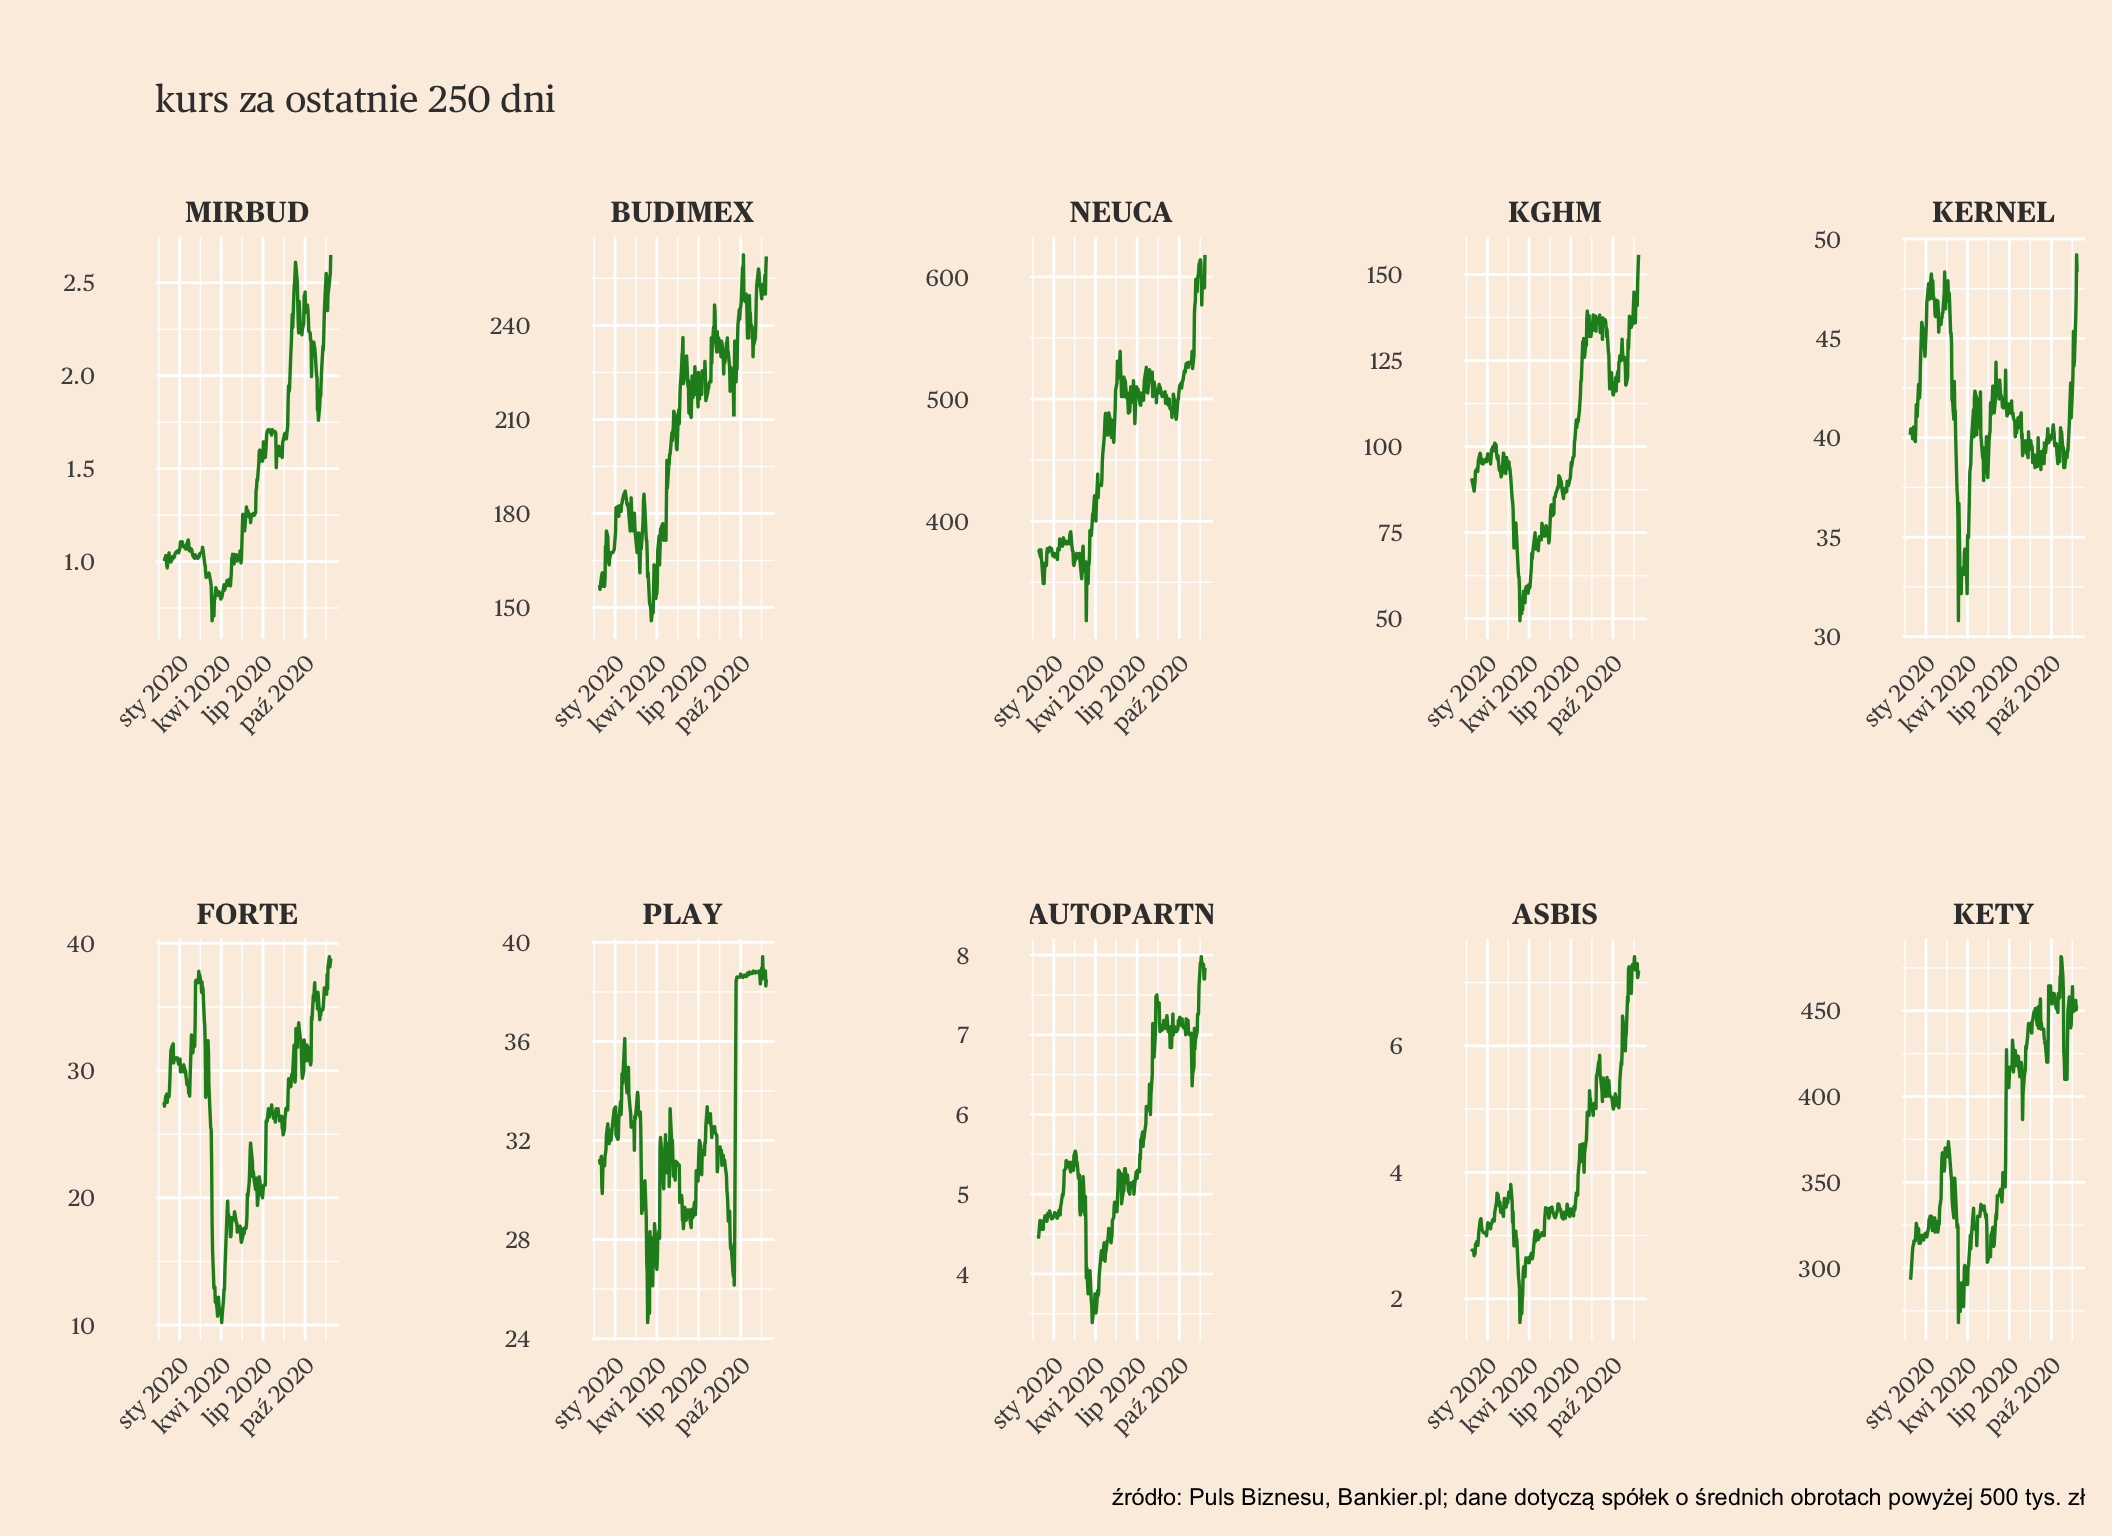 kurs za ostatnie 250 dni
MIRBUD
2.5
2.0
1.5
1.0
sty 2020
kwi 2020
lip 2020
paź 2020
BUDIMEX
240
210
180
150
sty 2020
kwi 2020
lip 2020
paź 2020
NEUCA
600
500
400
sty 2020
kwi 2020
lip 2020
paź 2020
KGHM
150
125
100
75
50
sty 2020
kwi 2020
lip 2020
paź 2020
KERNEL
50
45
40
35
30
sty 2020
kwi 2020
lip 2020
paź 2020
FORTE
40
30
20
10
sty 2020
kwi 2020
lip 2020
paź 2020
PLAY
40
36
32
28
24
sty 2020
kwi 2020
lip 2020
paź 2020
AUTOPARTN
8
7
6
5
4
sty 2020
kwi 2020
lip 2020
paź 2020
ASBIS
6
4
2
sty 2020
kwi 2020
lip 2020
paź 2020
KETY
450
400
350
300
sty 2020
kwi 2020
lip 2020
paź 2020
źródło: Puls Biznesu, Bankier.pl; dane dotyczą spółek o średnich obrotach powyżej 500 tys. zł